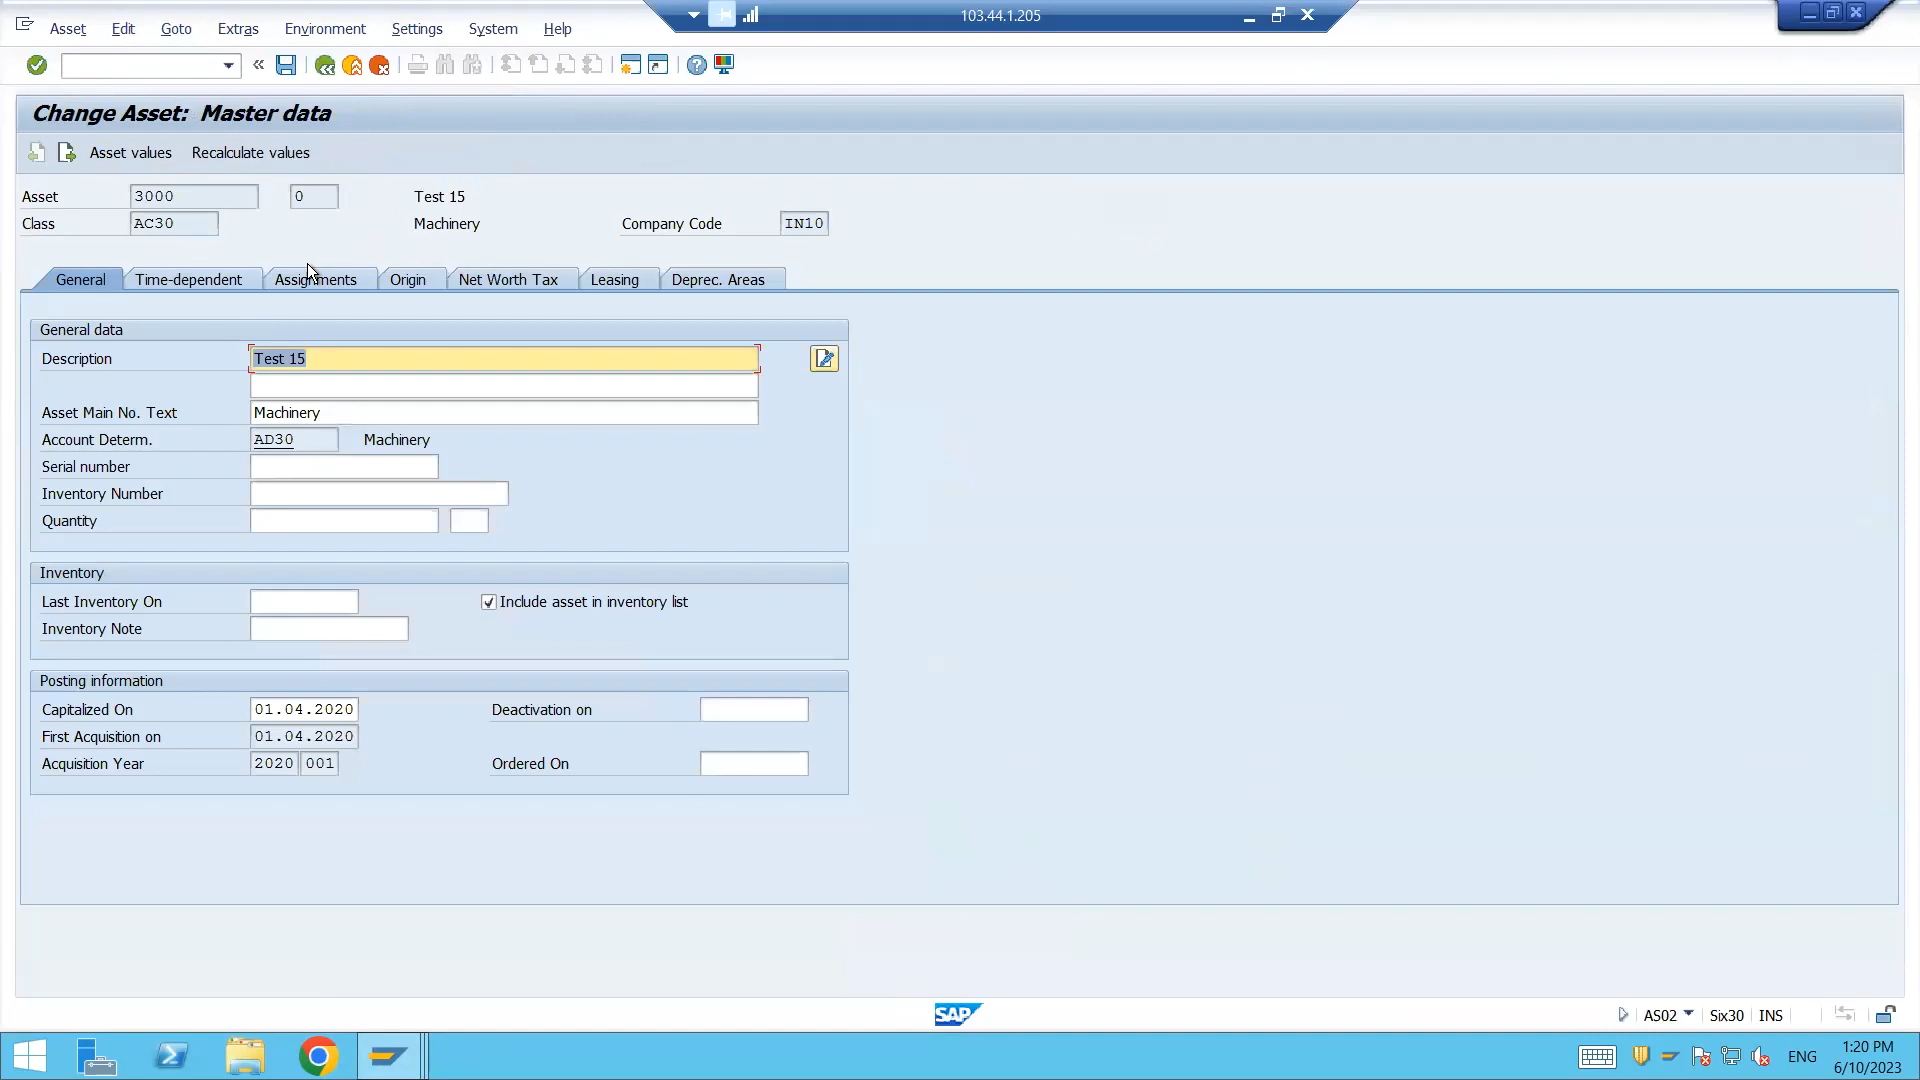 103.44.1.205
Asset Edit Goto Extras Environment Settings System Help
Change Asset: Master data
Asset values Recalculate values
Asset 3000 0 Test 15
Class AC30 Machinery Company Code IN10
General Time-dependent Assignments Origin Net Worth Tax Leasing Deprec. Areas
General data
Description Test 15
Asset Main No. Text Machinery
Account Determ. AD30 Machinery
Serial number
Inventory Number
Quantity
Inventory
Last Inventory On Include asset in inventory list
Inventory Note
Posting information
Capitalized On 01.04.2020 Deactivation on
First Acquisition on 01.04.2020
Acquisition Year 2020 001 Ordered On
SAP AS02 Six30 INS
ENG 1:20 PM
6/10/2023